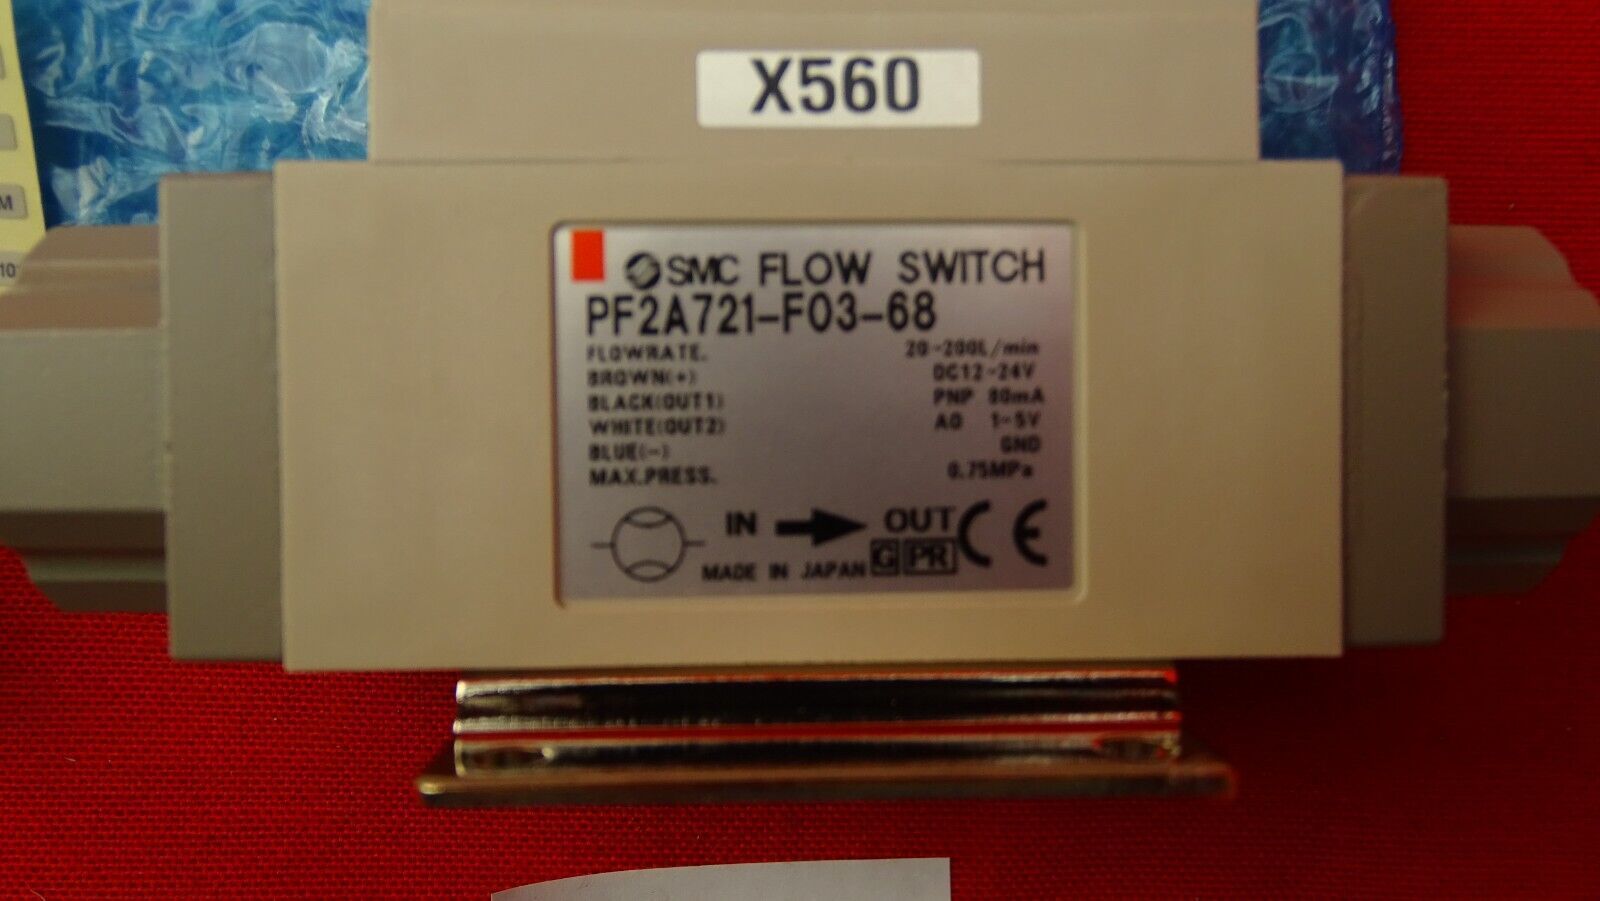 X560
M
10
SMC FLOW SWITCH
PF2A721-F03-68
FLOWRATE. 20-200L/min
BROWN(+) DC12-24V
BLACK(OUT1) PNP 80mA
WHITE(OUT2) AO 1-5V
BLUE(-) GND
MAX.PRESS. 0.75MPa
IN OUT CE
MADE IN JAPAN G PR